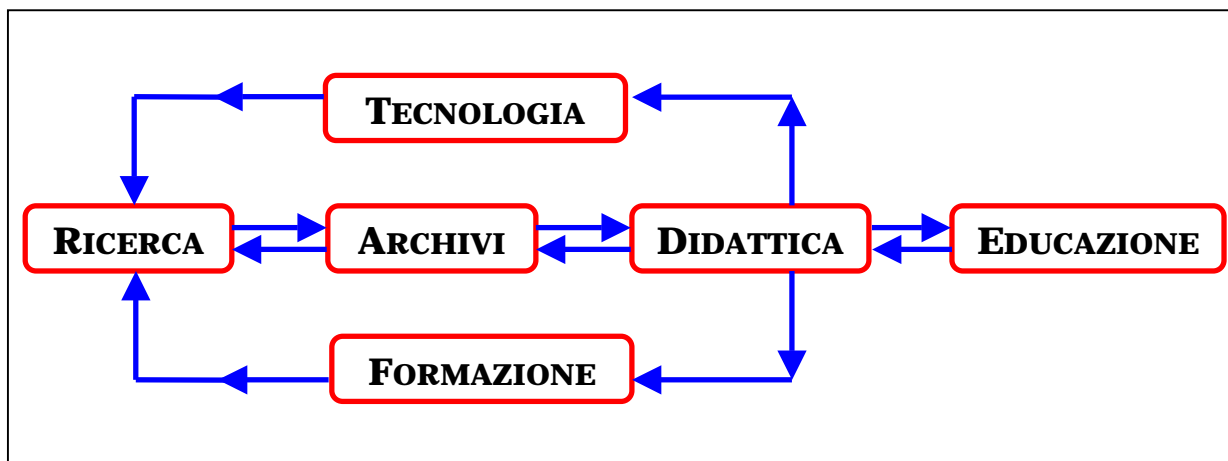 TECNOLOGIA
RICERCA ARCHIVI DIDATTICA EDUCAZIONE
FORMAZIONE